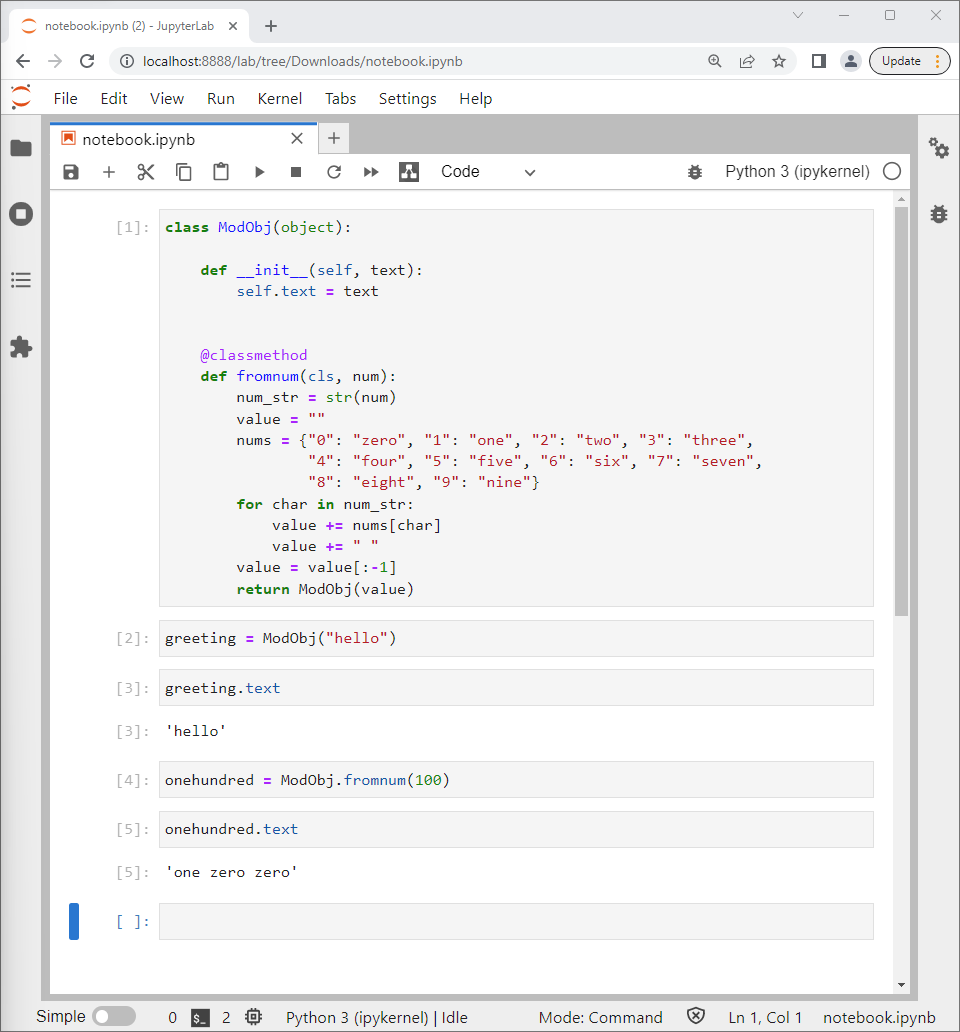 notebook.ipynb (2) - JupyterLab
localhost:8888/lab/tree/Downloads/notebook.ipynb
Update
File Edit View Run Kernel Tabs Settings Help
notebook.ipynb
Code
Python 3 (ipykernel)
[1]: class ModObj(object):
def __init__(self, text):
self.text = text
@classmethod
def fromnum(cls, num):
num_str = str(num)
value = ""
nums = {"0": "zero", "1": "one", "2": "two", "3": "three",
"4": "four", "5": "five", "6": "six", "7": "seven",
"8": "eight", "9": "nine"}
for char in num_str:
value += nums[char]
value += " "
value = value[:-1]
return ModObj(value)
[2]: greeting = ModObj("hello")
[3]: greeting.text
[3]: 'hello'
[4]: onehundred = ModObj.fromnum(100)
[5]: onehundred.text
[5]: 'one zero zero'
[ ]:
Simple 0 $_ 2 Python 3 (ipykernel) | Idle Mode: Command Ln 1, Col 1 notebook.ipynb